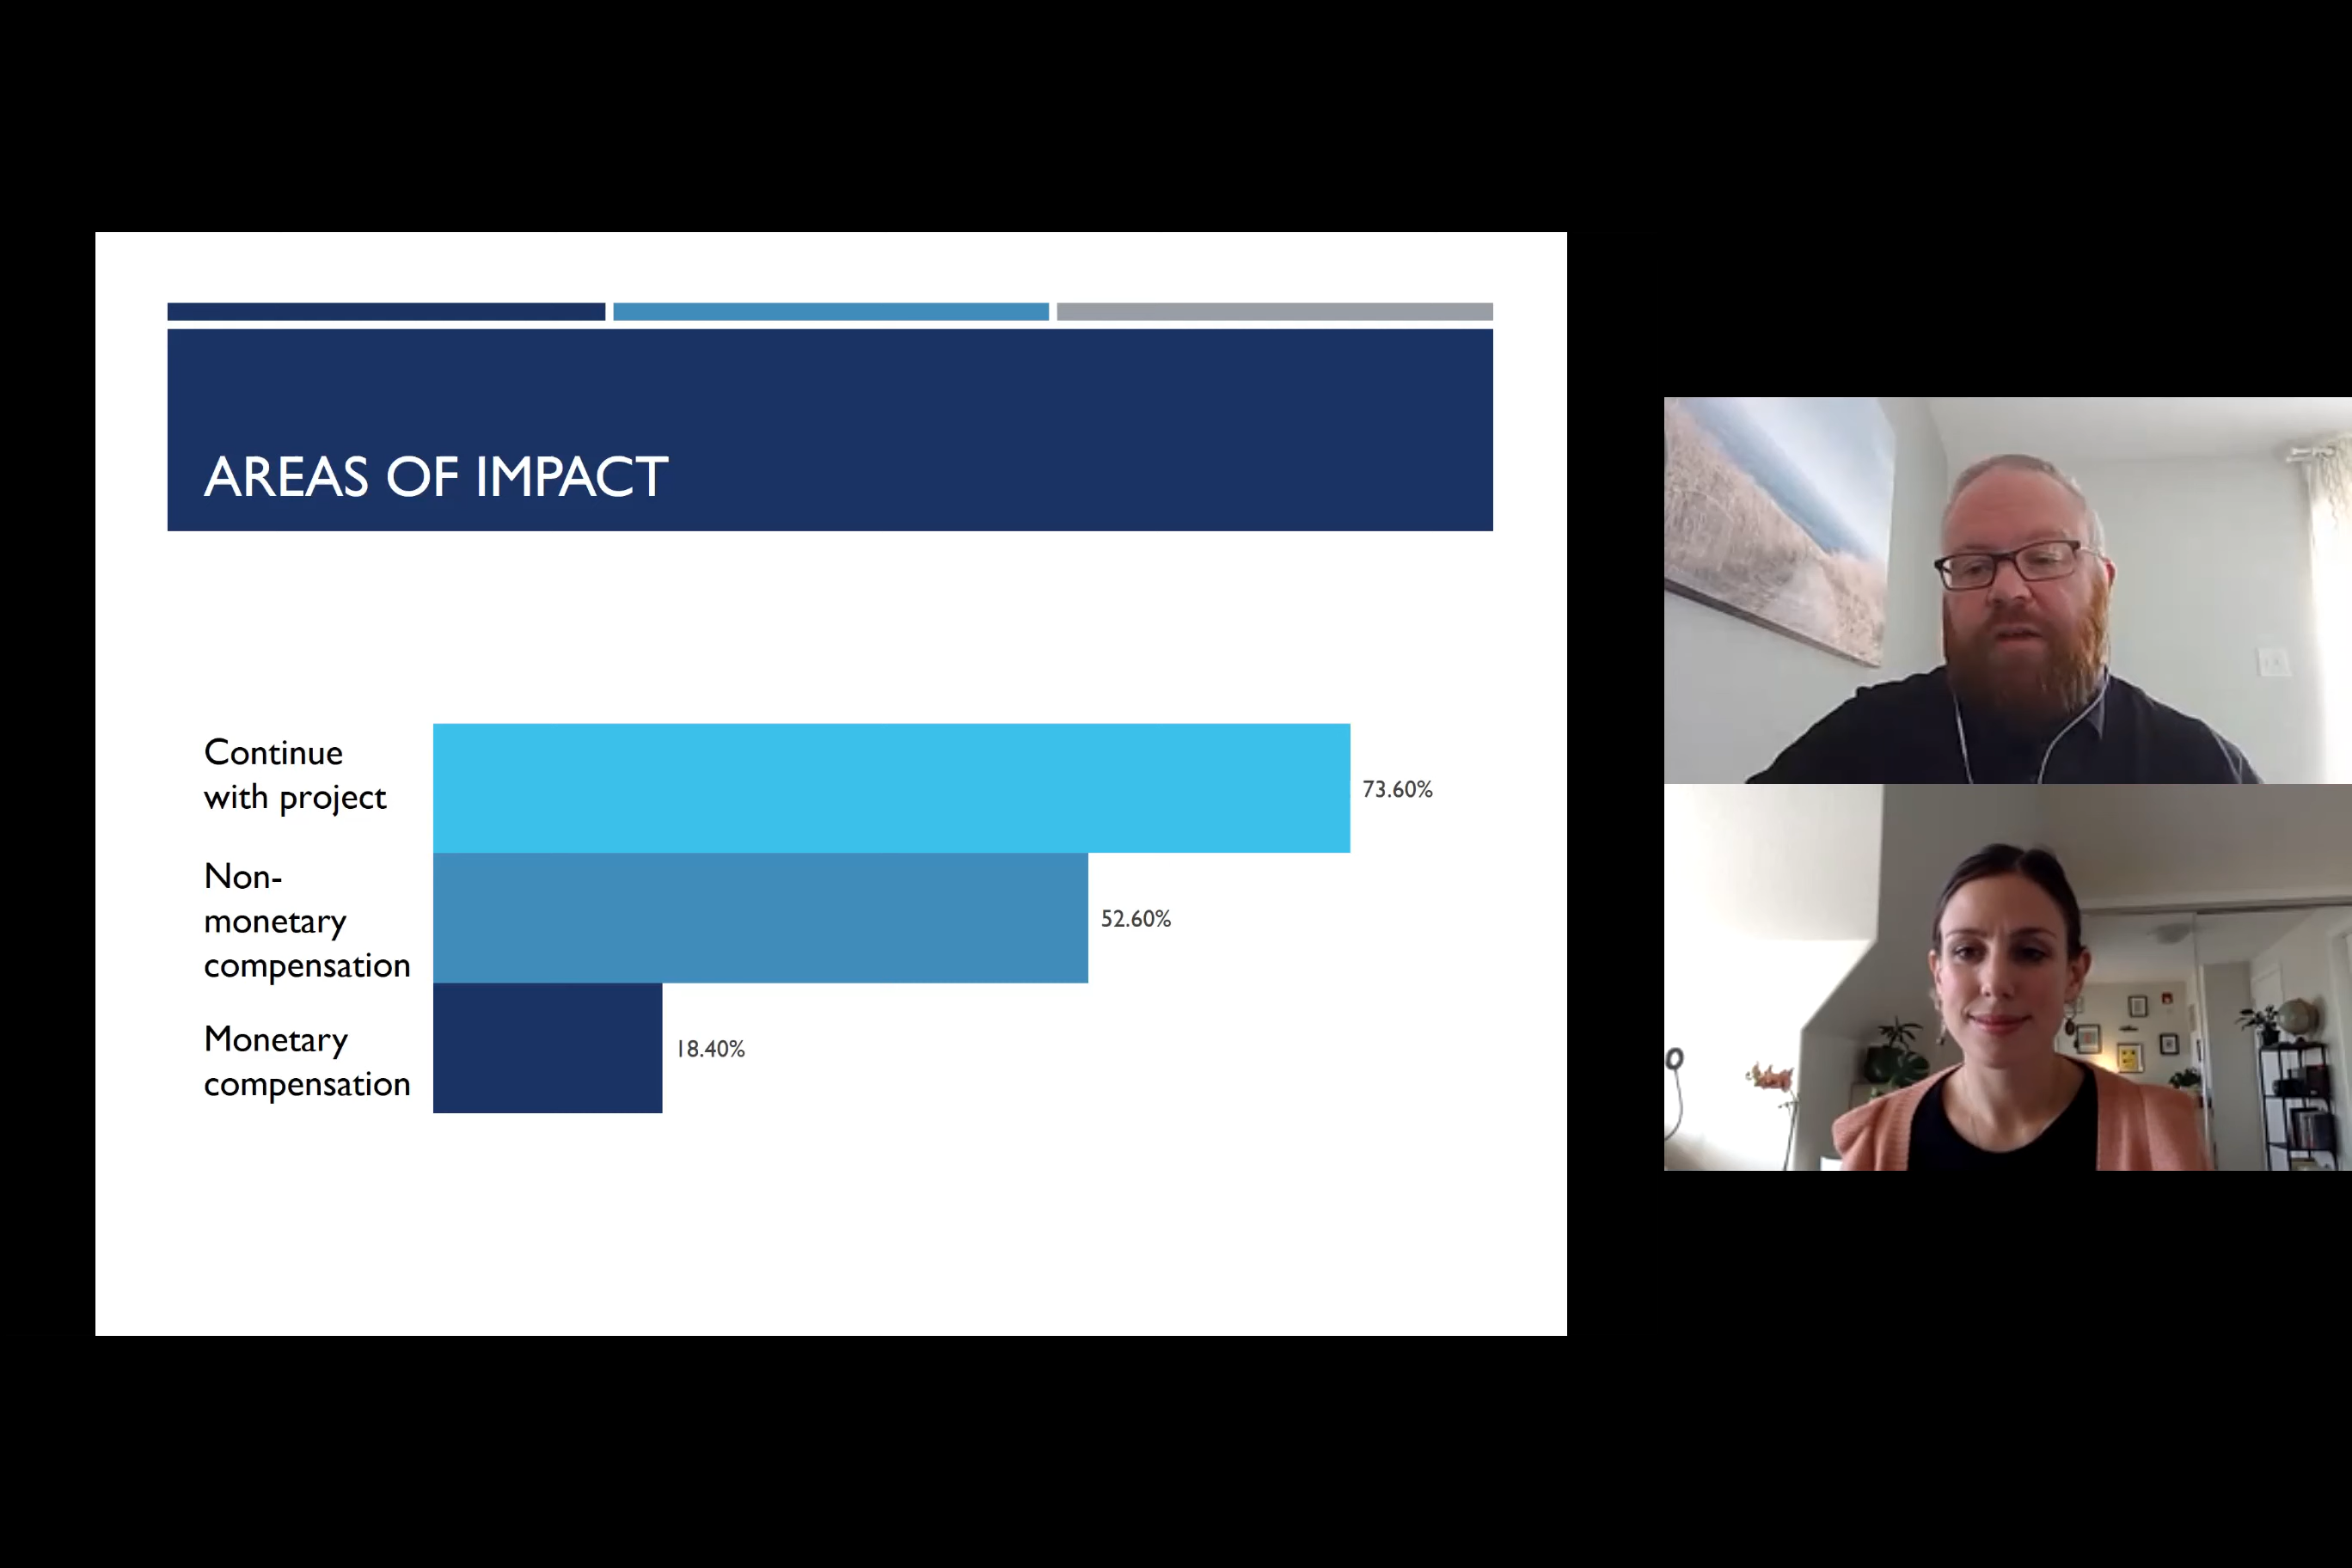 AREAS OF IMPACT
Continue
with project
73.60%
Non-
monetary
compensation
52.60%
Monetary
compensation
18.40%